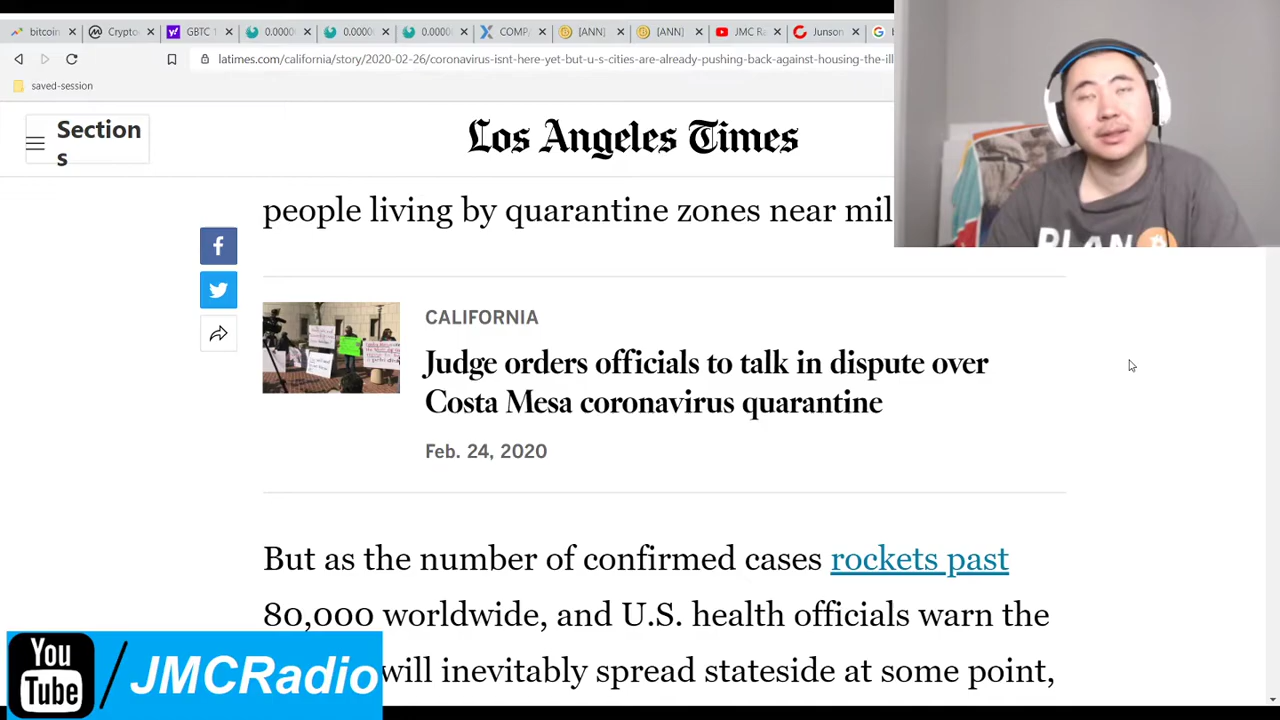 bitcoin
Crypto
GBTC
0.0000
0.0000
0.0000
COMP
[ANN]
[ANN]
JMC R
Junson
latimes.com/california/story/2020-02-26/coronavirus-isnt-here-yet-but-u-s-cities-are-already-pushing-back-against-housing-the-ill
saved-session
Section
s
Los Angeles Times
people living by quarantine zones near mil
PLAN
CALIFORNIA
Judge orders officials to talk in dispute over
Costa Mesa coronavirus quarantine
Feb. 24, 2020
But as the number of confirmed cases rockets past
80,000 worldwide, and U.S. health officials warn the
will inevitably spread stateside at some point,
You
Tube
/JMCRadio